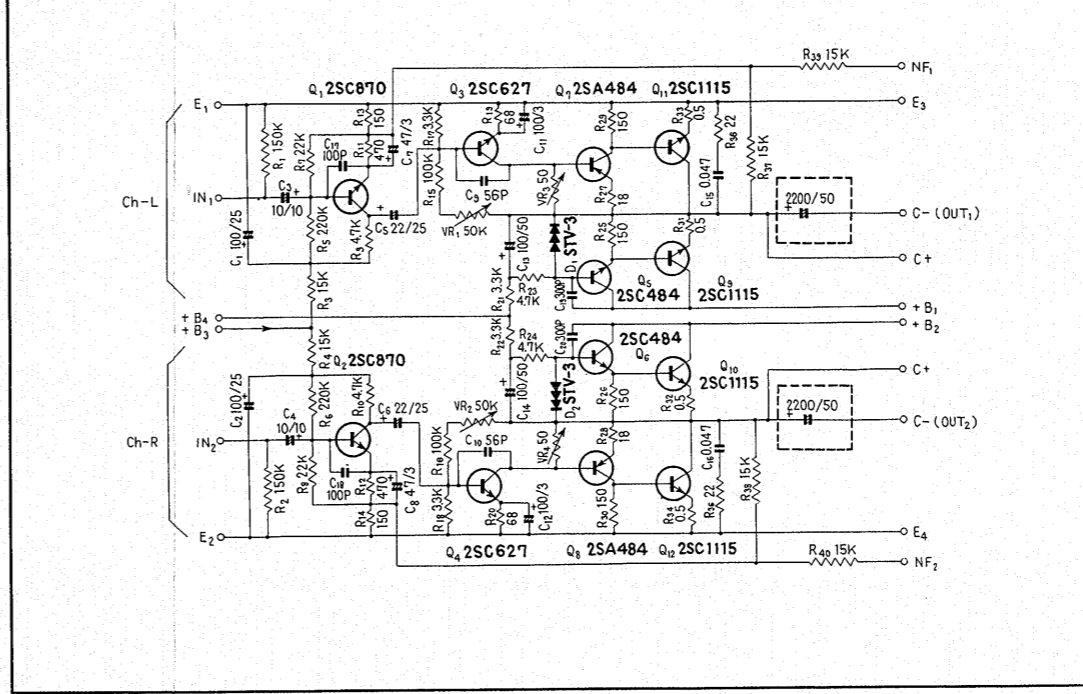 R39 15K
NF1
Q1 2SC870
Q3 2SC627
Q7 2SA484
Q11 2SC1115
E1
E3
R13 150
R11 470
C7 47/3
R17 3.3K
R19 68
C11 100/3
R29 150
R33 0.5
R36 22
R37 15K
R1 150K
R7 22K
C17 100P
R15 100K
C9 56P
VR3 50
R27 18
C15 0.047
2200/50
Ch-L
IN1
C3 10/10
C5 22/25
VR1 50K
C- (OUT1)
C1 100/25
R5 220K
R9 4.7K
C13 100/50
D1 STV-3
R25 150
R31 0.5
C+
R3 15K
R21 3.3K
R23 4.7K
C19 300P
Q5 2SC484
Q9 2SC1115
+B1
+B4
+B3
+B2
R4 15K
R22 3.3K
R24 4.7K
C20 300P
2SC484 Q6
Q2 2SC870
Q10 2SC1115
C2 100/25
R6 220K
R10 4.7K
C6 22/25
C14 100/50
D2 STV-3
R26 150
R32 0.5
C+
2200/50
Ch-R
IN2
C4 10/10
VR2 50K
C- (OUT2)
R2 150K
R8 22K
C18 100P
R12 470
C8 47/3
R16 100K
C10 56P
VR4 50
R28 18
C16 0.047
R38 15K
R14 150
R18 3.3K
R20 68
C12 100/3
R30 150
R34 0.5
R35 22
E2
E4
Q4 2SC627
Q8 2SA484
Q12 2SC1115
R40 15K
NF2